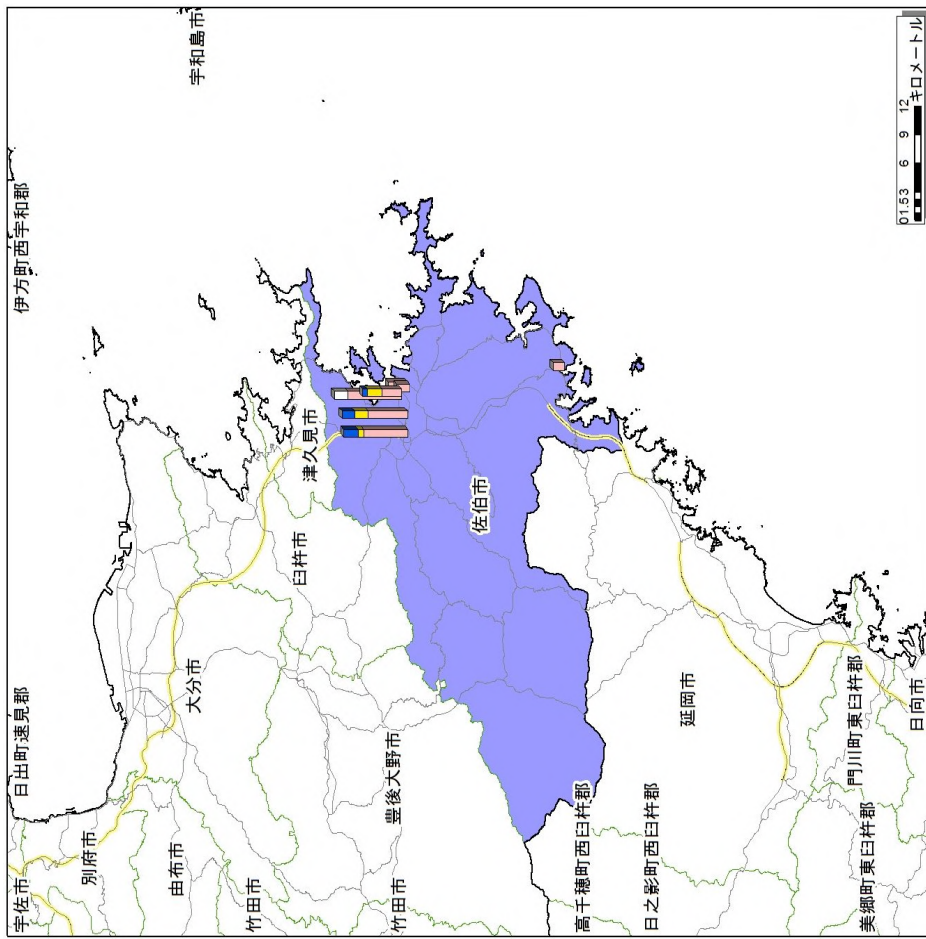 宇佐市
日出町速見郡
伊方町西宇和郡
宇和島市
別府市
大分市
由布市
臼杵市
津久見市
竹田市
竹田市
豊後大野市
佐伯市
高千穂町西臼杵郡
日之影町西臼杵郡
延岡市
門川町東臼杵郡
美郷町東臼杵郡
日向市
01.53 6 9 12
キロメートル